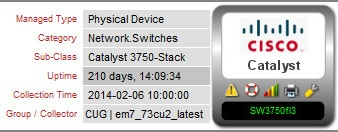 Managed Type Physical Device
Category Network.Switches
Sub-Class Catalyst 3750-Stack
Uptime 210 days, 14:09:34
Collection Time 2014-02-06 10:00:00
Group / Collector CUG | em7_73cu2_latest
CISCO
Catalyst
SW3750fl3